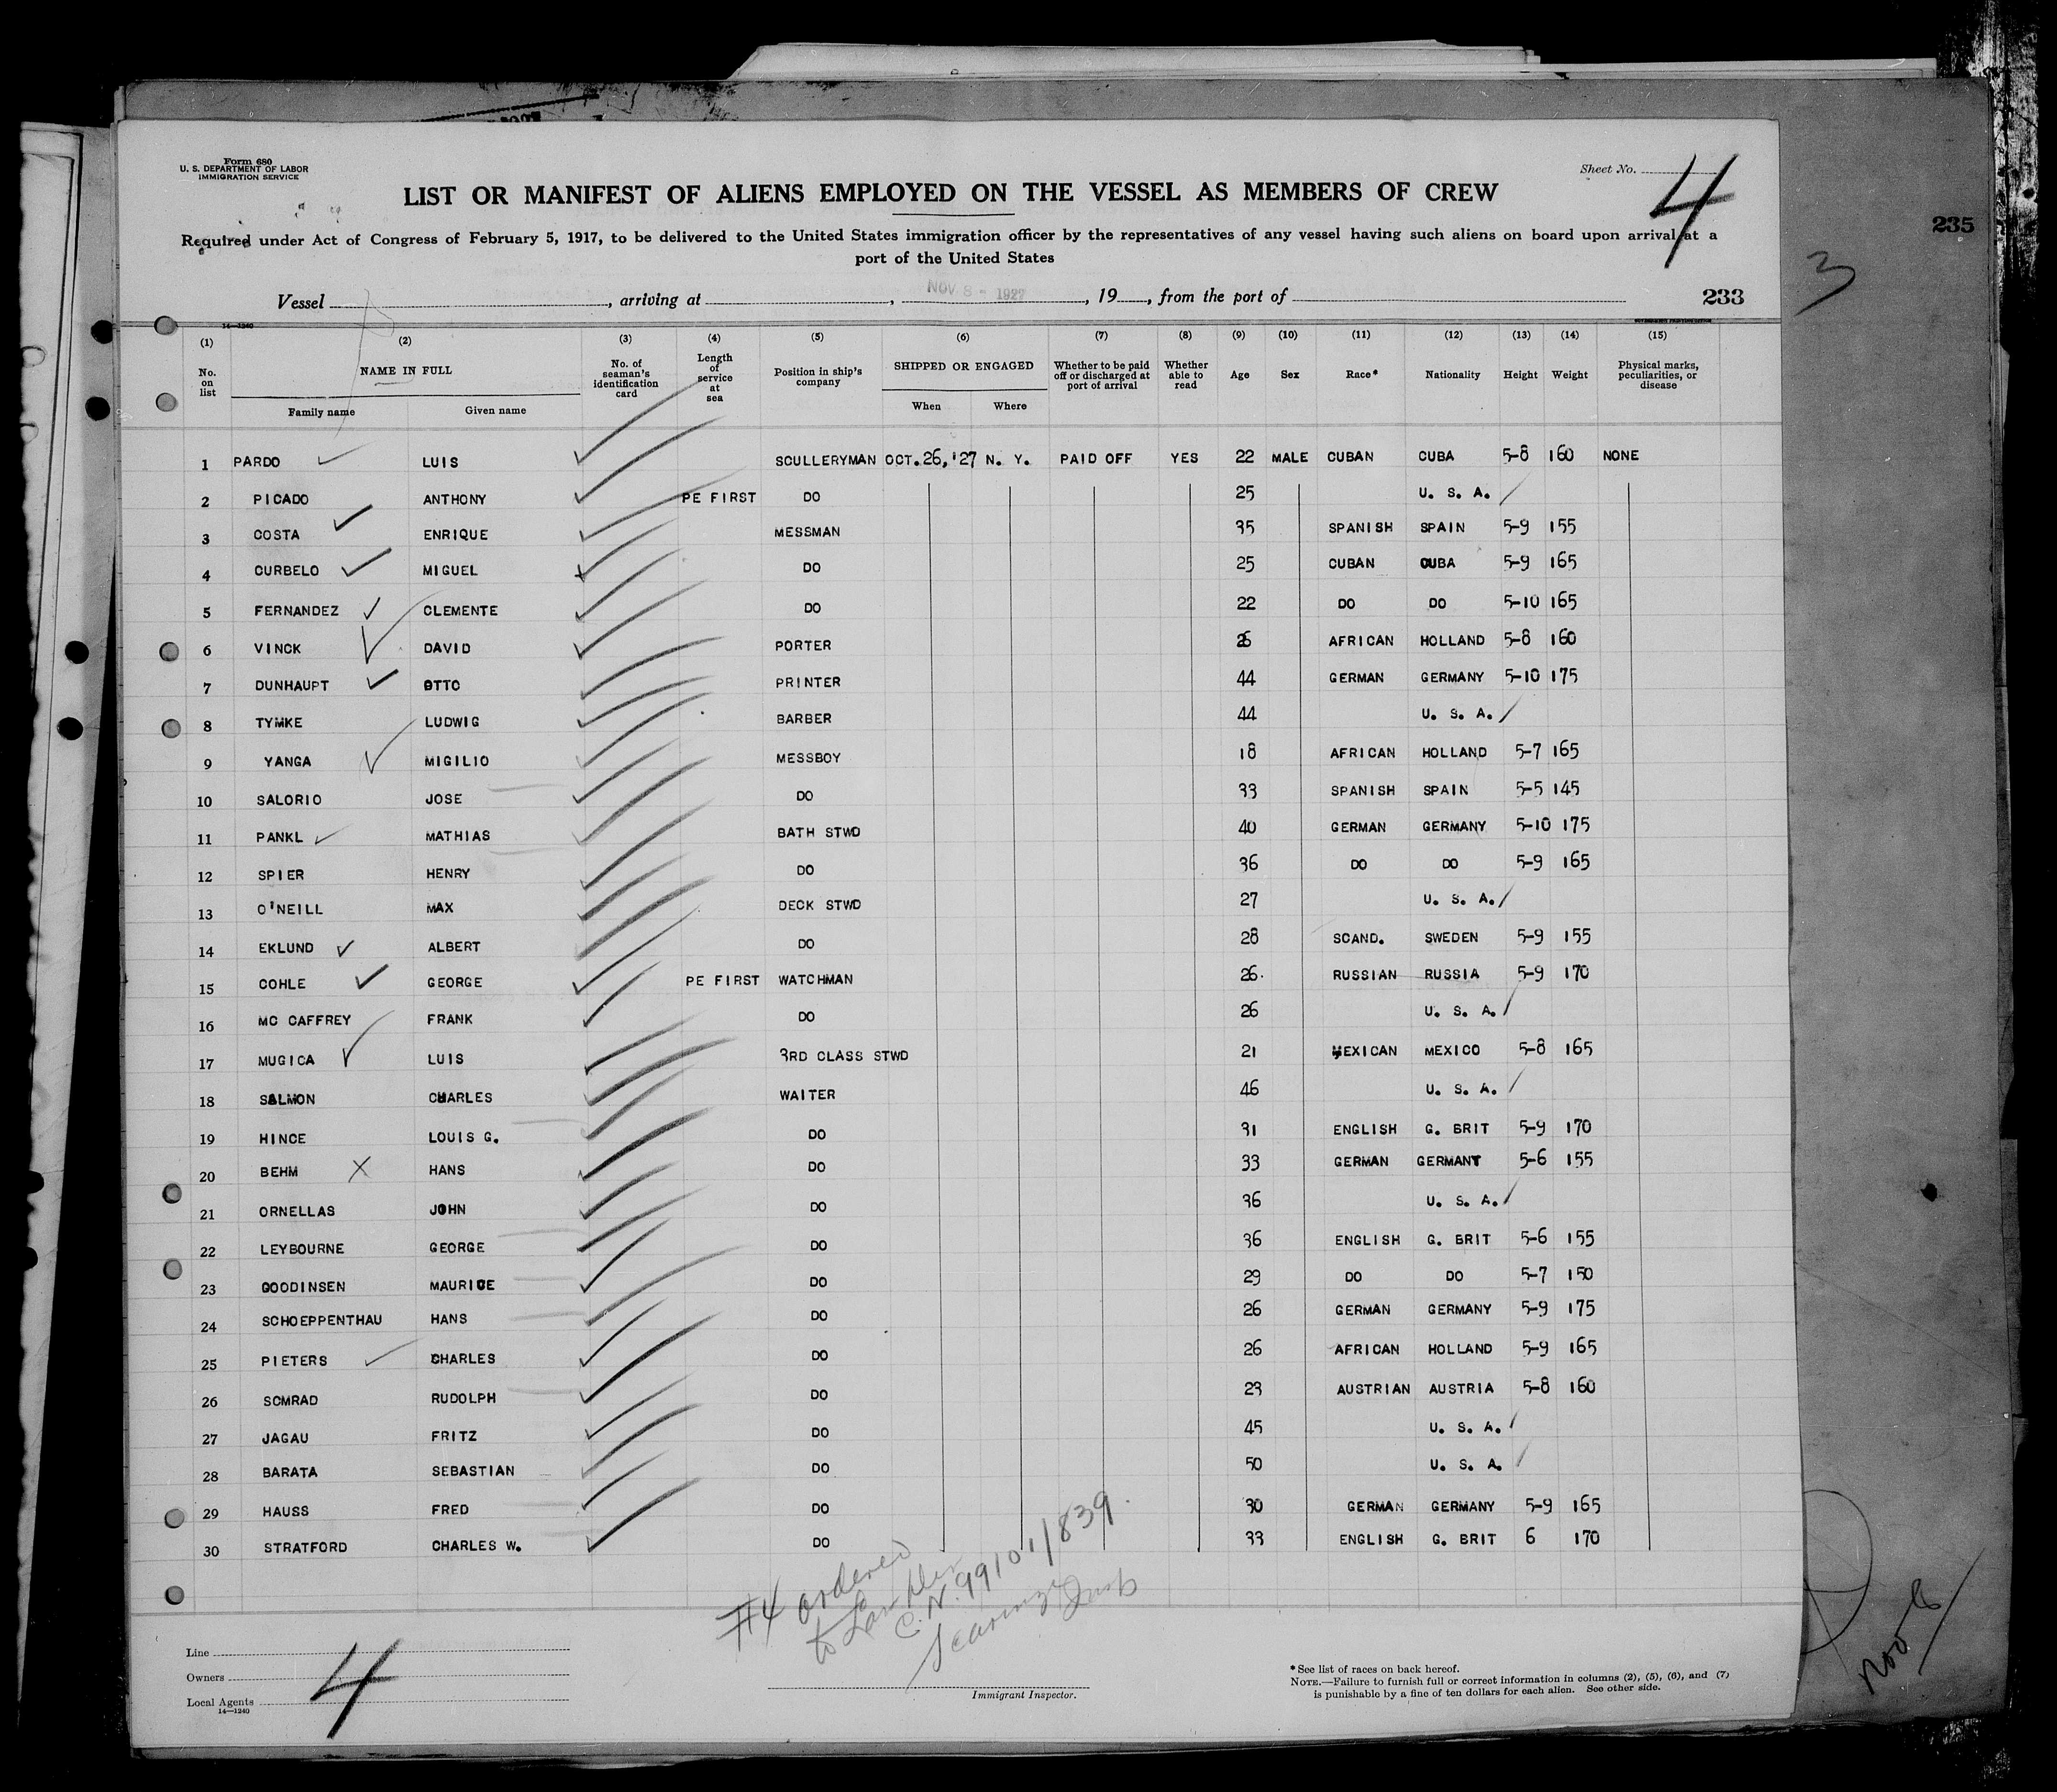 Form 680
U. S. DEPARTMENT OF LABOR
IMMIGRATION SERVICE
Sheet No. 4
LIST OR MANIFEST OF ALIENS EMPLOYED ON THE VESSEL AS MEMBERS OF CREW
235
3
Required under Act of Congress of February 5, 1917, to be delivered to the United States immigration officer by the representatives of any vessel having such aliens on board upon arrival at a
port of the United States
Vessel , arriving at , NOV 8 - 1927 , 19 , from the port of 233
14—1240
(1) (2) (3) (4) (5) (6) (7) (8) (9) (10) (11) (12) (13) (14) (15)
No. on list NAME IN FULL No. of seaman's identification card Length of service at sea Position in ship's company SHIPPED OR ENGAGED Whether to be paid off or discharged at port of arrival Whether able to read Age Sex Race* Nationality Height Weight Physical marks, peculiarities, or disease
Family name Given name When Where
1 PARDO LUIS SCULLERYMAN OCT. 26, '27 N. Y. PAID OFF YES 22 MALE CUBAN CUBA 5-8 160 NONE
2 PICADO ANTHONY PE FIRST DO 25 U. S. A.
3 COSTA ENRIQUE MESSMAN 35 SPANISH SPAIN 5-9 155
4 CURBELO MIGUEL DO 25 CUBAN CUBA 5-9 165
5 FERNANDEZ CLEMENTE DO 22 DO DO 5-10 165
6 VINCK DAVID PORTER 26 AFRICAN HOLLAND 5-8 160
7 DUNHAUPT OTTO PRINTER 44 GERMAN GERMANY 5-10 175
8 TYMKE LUDWIG BARBER 44 U. S. A.
9 YANGA MIGILIO MESSBOY 18 AFRICAN HOLLAND 5-7 165
10 SALORIO JOSE DO 33 SPANISH SPAIN 5-5 145
11 PANKL MATHIAS BATH STWD 40 GERMAN GERMANY 5-10 175
12 SPIER HENRY DO 36 DO DO 5-9 165
13 O'NEILL MAX DECK STWD 27 U. S. A.
14 EKLUND ALBERT DO 28 SCAND. SWEDEN 5-9 155
15 COHLE GEORGE PE FIRST WATCHMAN 26 RUSSIAN RUSSIA 5-9 170
16 MC CAFFREY FRANK DO 26 U. S. A.
17 MUGICA LUIS 3RD CLASS STWD 21 MEXICAN MEXICO 5-8 165
18 SALMON CHARLES WAITER 46 U. S. A.
19 HINCE LOUIS G. DO 31 ENGLISH G. BRIT 5-9 170
20 BEHM X HANS DO 33 GERMAN GERMANY 5-6 155
21 ORNELLAS JOHN DO 36 U. S. A.
22 LEYBOURNE GEORGE DO 36 ENGLISH G. BRIT 5-6 155
23 GOODINSEN MAURICE DO 29 DO DO 5-7 150
24 SCHOEPPENTHAU HANS DO 26 GERMAN GERMANY 5-9 175
25 PIETERS CHARLES DO 26 AFRICAN HOLLAND 5-9 165
26 SOMRAD RUDOLPH DO 23 AUSTRIAN AUSTRIA 5-8 160
27 JAGAU FRITZ DO 45 U. S. A.
28 BARATA SEBASTIAN DO 50 U. S. A.
29 HAUSS FRED DO 30 GERMAN GERMANY 5-9 165
30 STRATFORD CHARLES W. DO 33 ENGLISH G. BRIT 6 170
#4 ordered
to
C. N. 99101/839.
Line
Owners
Local Agents
14—1240
4
Immigrant Inspector.
* See list of races on back hereof.
NOTE.—Failure to furnish full or correct information in columns (2), (5), (6), and (7)
is punishable by a fine of ten dollars for each alien. See other side.
Nov 8